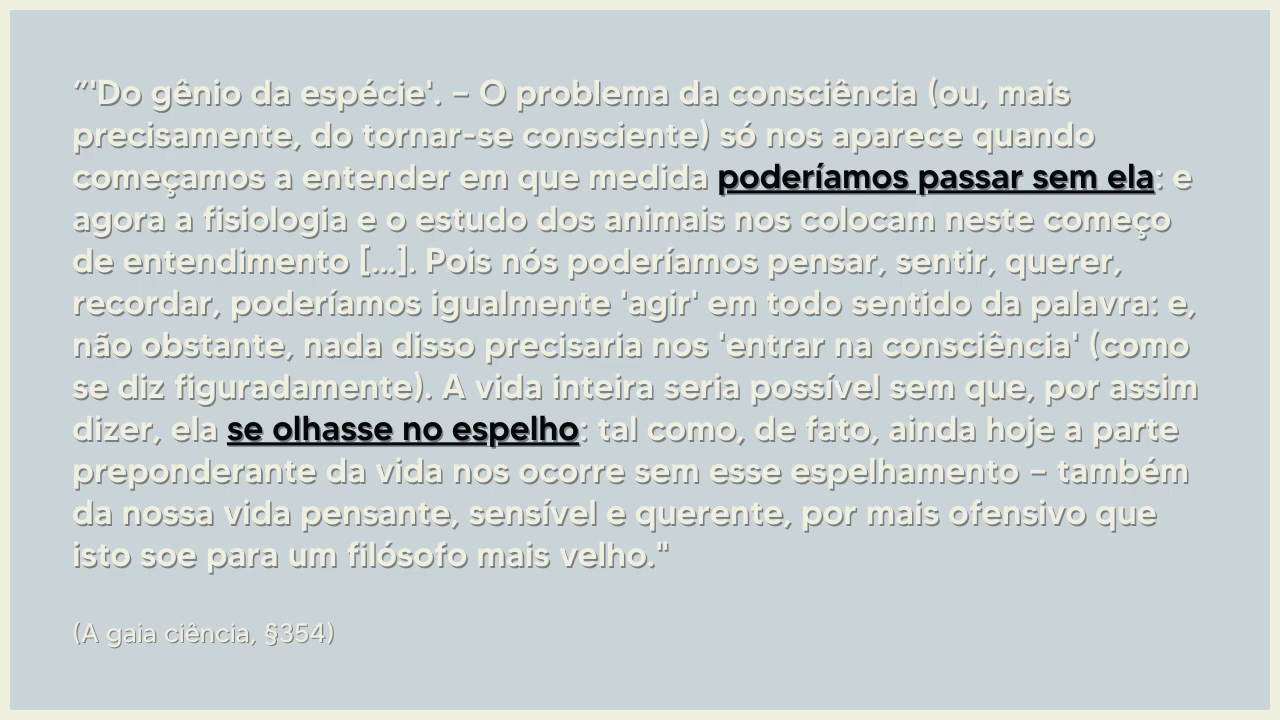 "'Do gênio da espécie'. – O problema da consciência (ou, mais
precisamente, do tornar-se consciente) só nos aparece quando
começamos a entender em que medida poderíamos passar sem ela: e
agora a fisiologia e o estudo dos animais nos colocam neste começo
de entendimento [...]. Pois nós poderíamos pensar, sentir, querer,
recordar, poderíamos igualmente 'agir' em todo sentido da palavra: e,
não obstante, nada disso precisaria nos 'entrar na consciência' (como
se diz figuradamente). A vida inteira seria possível sem que, por assim
dizer, ela se olhasse no espelho: tal como, de fato, ainda hoje a parte
preponderante da vida nos ocorre sem esse espelhamento – também
da nossa vida pensante, sensível e querente, por mais ofensivo que
isto soe para um filósofo mais velho."
(A gaia ciência, §354)